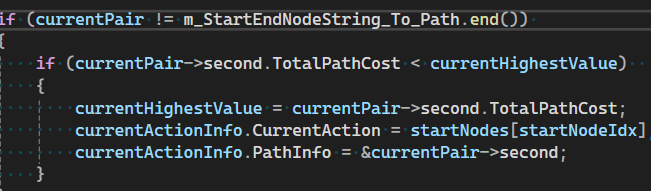 if (currentPair != m_StartEndNodeString_To_Path.end())
{
if (currentPair->second.TotalPathCost < currentHighestValue)
{
currentHighestValue = currentPair->second.TotalPathCost;
currentActionInfo.CurrentAction = startNodes[startNodeIdx]
currentActionInfo.PathInfo = &currentPair->second;
}